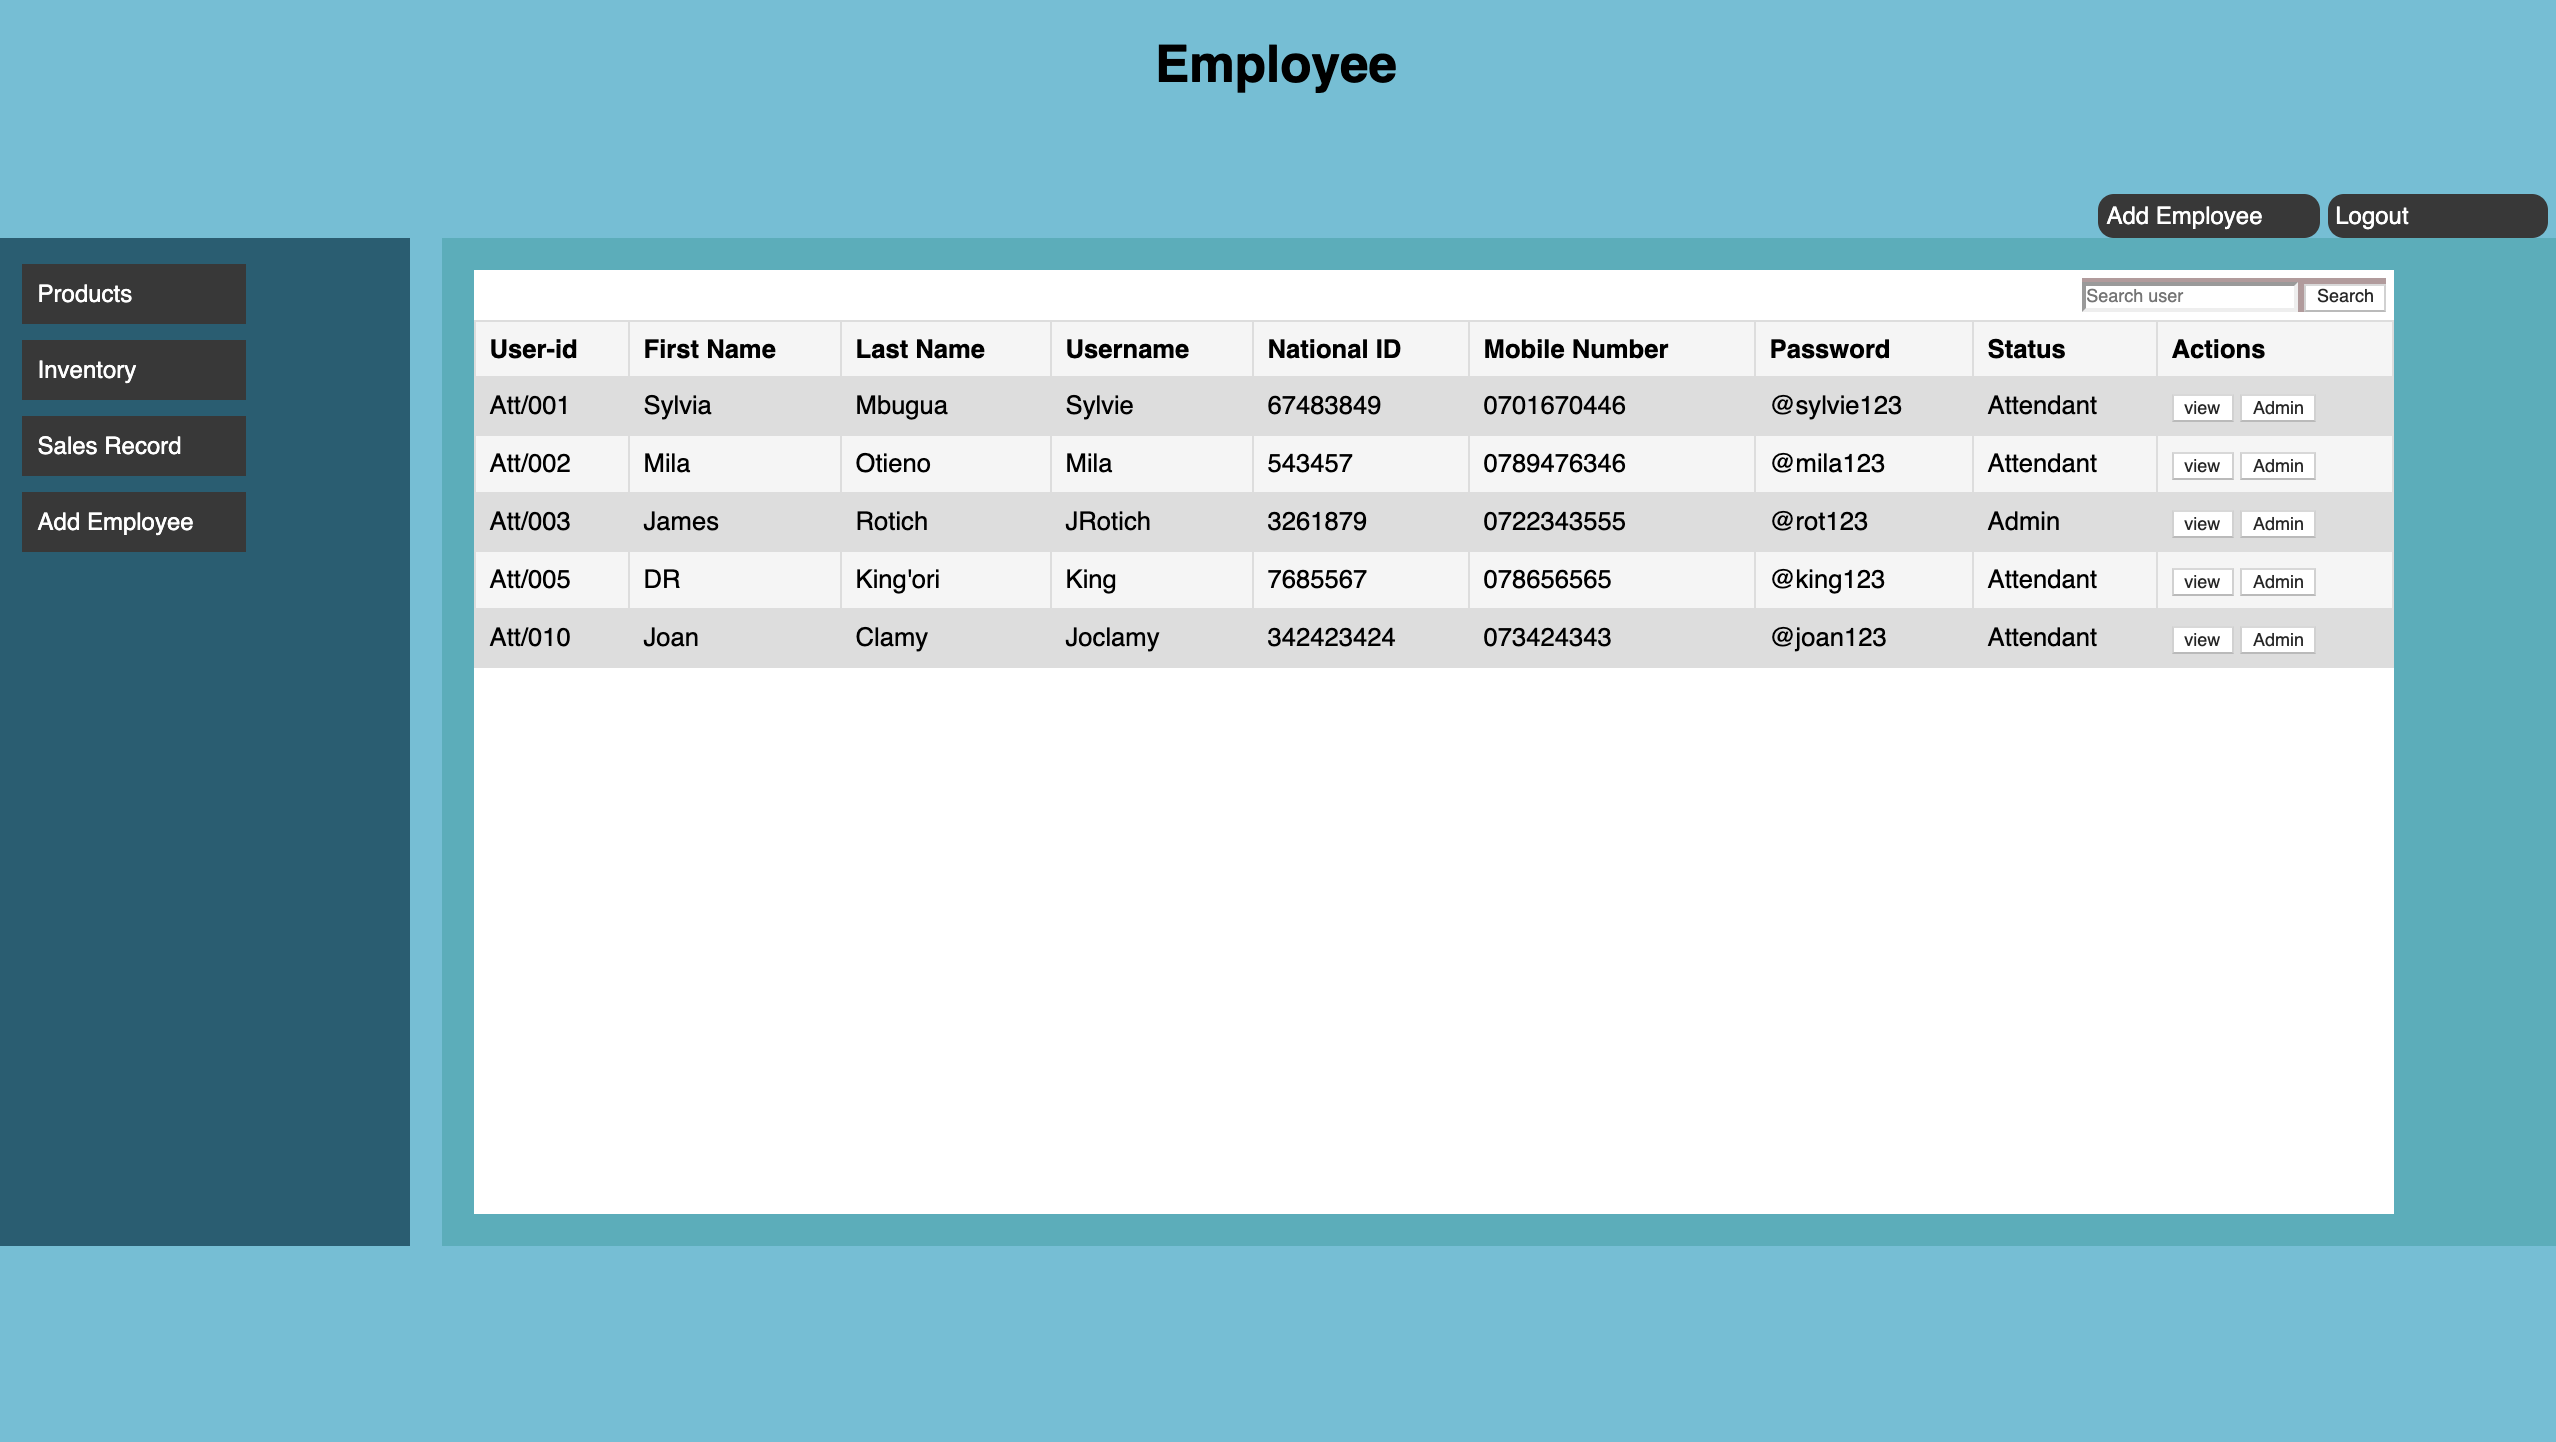 Employee
Add Employee Logout
Products
Inventory
Sales Record
Add Employee
Search user Search
User-id First Name Last Name Username National ID Mobile Number Password Status Actions
Att/001 Sylvia Mbugua Sylvie 67483849 0701670446 @sylvie123 Attendant view Admin
Att/002 Mila Otieno Mila 543457 0789476346 @mila123 Attendant view Admin
Att/003 James Rotich JRotich 3261879 0722343555 @rot123 Admin view Admin
Att/005 DR King'ori King 7685567 078656565 @king123 Attendant view Admin
Att/010 Joan Clamy Joclamy 342423424 073424343 @joan123 Attendant view Admin